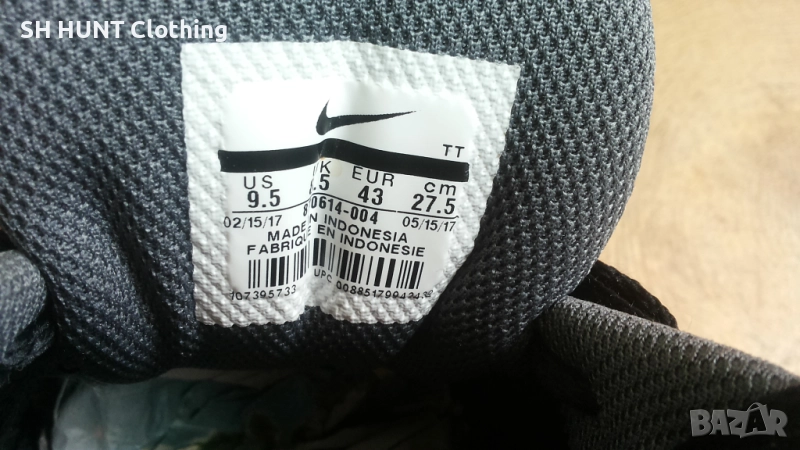 SH HUNT Clothing
TT
US EUR cm
9.5 43 27.5
02/15/17 05/15/17
MADE IN INDONESIA
FABRIQUE EN INDONESIE
UPC
BAZAR